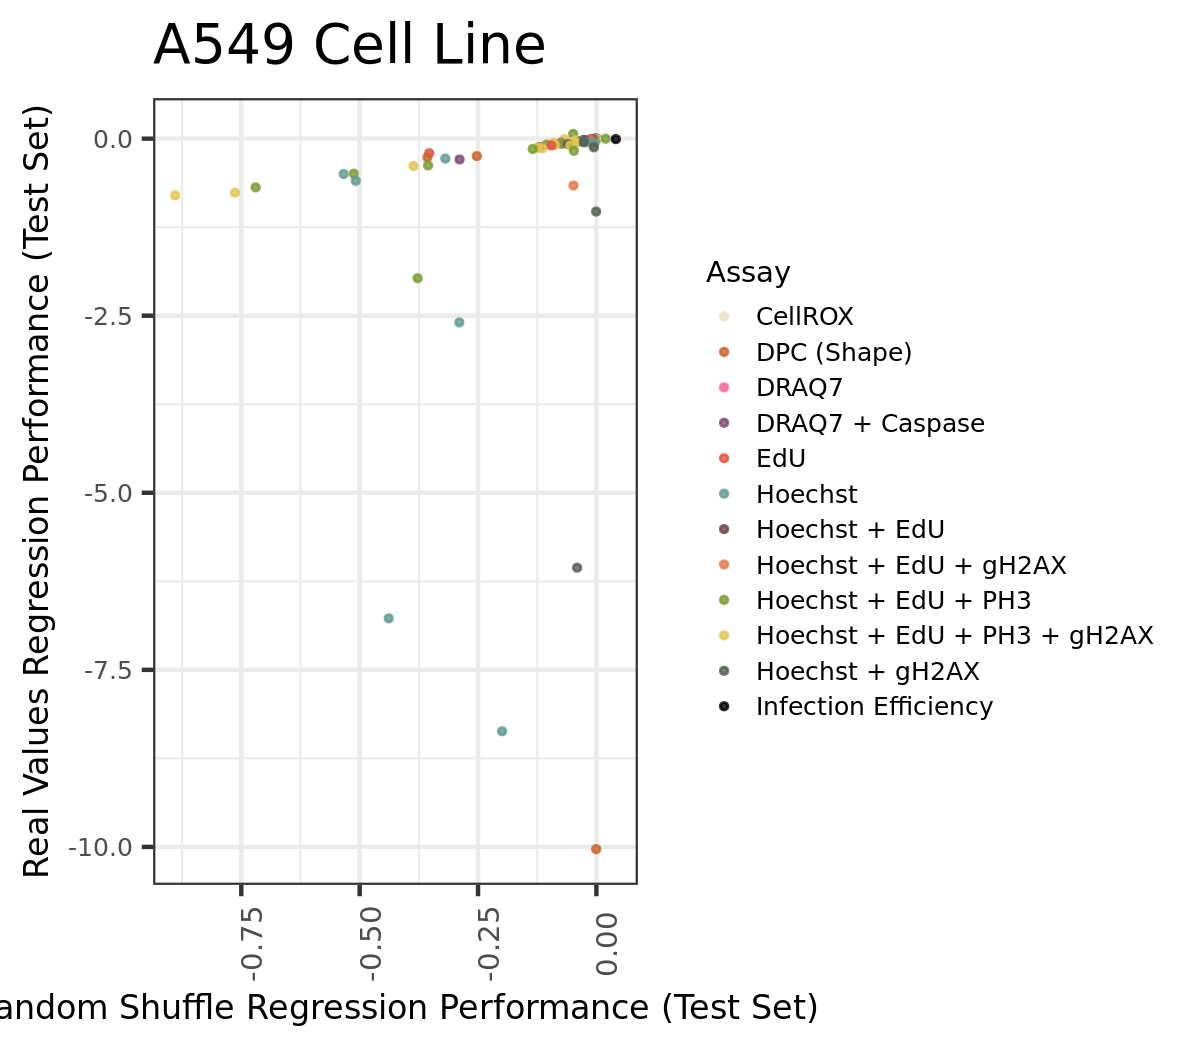 A549 Cell Line
Real Values Regression Performance (Test Set)
0.0
-2.5
-5.0
-7.5
-10.0
-0.75
-0.50
-0.25
0.00
andom Shuffle Regression Performance (Test Set)
Assay
CellROX
DPC (Shape)
DRAQ7
DRAQ7 + Caspase
EdU
Hoechst
Hoechst + EdU
Hoechst + EdU + gH2AX
Hoechst + EdU + PH3
Hoechst + EdU + PH3 + gH2AX
Hoechst + gH2AX
Infection Efficiency